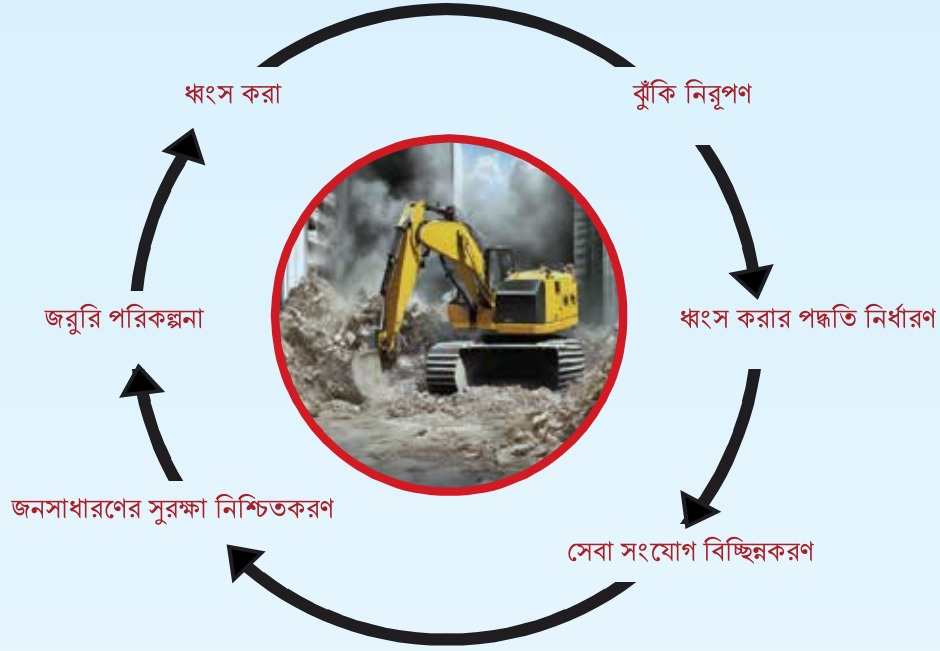 ধ্বংস করা
ঝুঁকি নিরূপণ
জরুরি পরিকল্পনা
ধ্বংস করার পদ্ধতি নির্ধারণ
জনসাধারণের সুরক্ষা নিশ্চিতকরণ
সেবা সংযোগ বিচ্ছিন্নকরণ